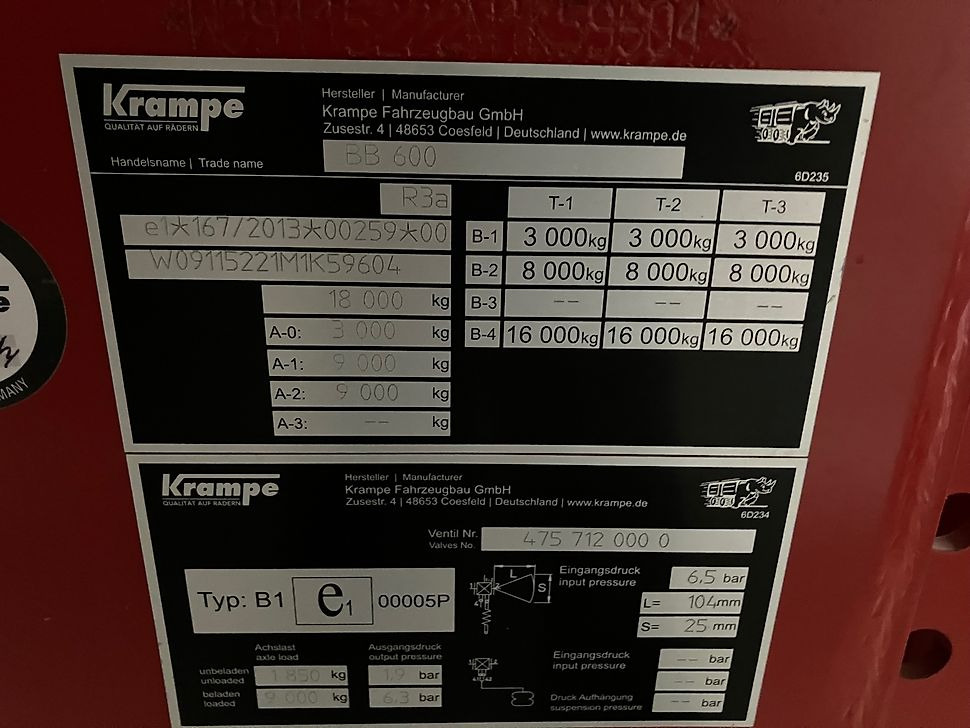 Krampe
QUALITÄT AUF RÄDERN
Hersteller | Manufacturer
Krampe Fahrzeugbau GmbH
Zusestr. 4 | 48653 Coesfeld | Deutschland | www.krampe.de
Handelsname | Trade name
BB 600
6D235
R3a
e1*167/2013*00259*00
W09115221M1K59604
18 000 kg
A-0: 3 000 kg
A-1: 9 000 kg
A-2: 9 000 kg
A-3: -- kg
T-1 T-2 T-3
B-1 3 000kg 3 000kg 3 000kg
B-2 8 000kg 8 000kg 8 000kg
B-3 -- -- --
B-4 16 000kg 16 000kg 16 000kg
Krampe
QUALITÄT AUF RÄDERN
Hersteller | Manufacturer
Krampe Fahrzeugbau GmbH
Zusestr. 4 | 48653 Coesfeld | Deutschland | www.krampe.de
6D234
Ventil Nr.
Valves No.
475 712 000 0
Typ: B1 e1 00005P
L
S
Eingangsdruck
input pressure
6,5 bar
L= 104mm
S= 25 mm
Achslast
axle load
Ausgangsdruck
output pressure
unbeladen
unloaded
1 850 kg
1,9 bar
beladen
loaded
9 000 kg
6,3 bar
Eingangsdruck
input pressure
-- bar
-- bar
Druck Aufhängung
suspension pressure
-- bar
MANY